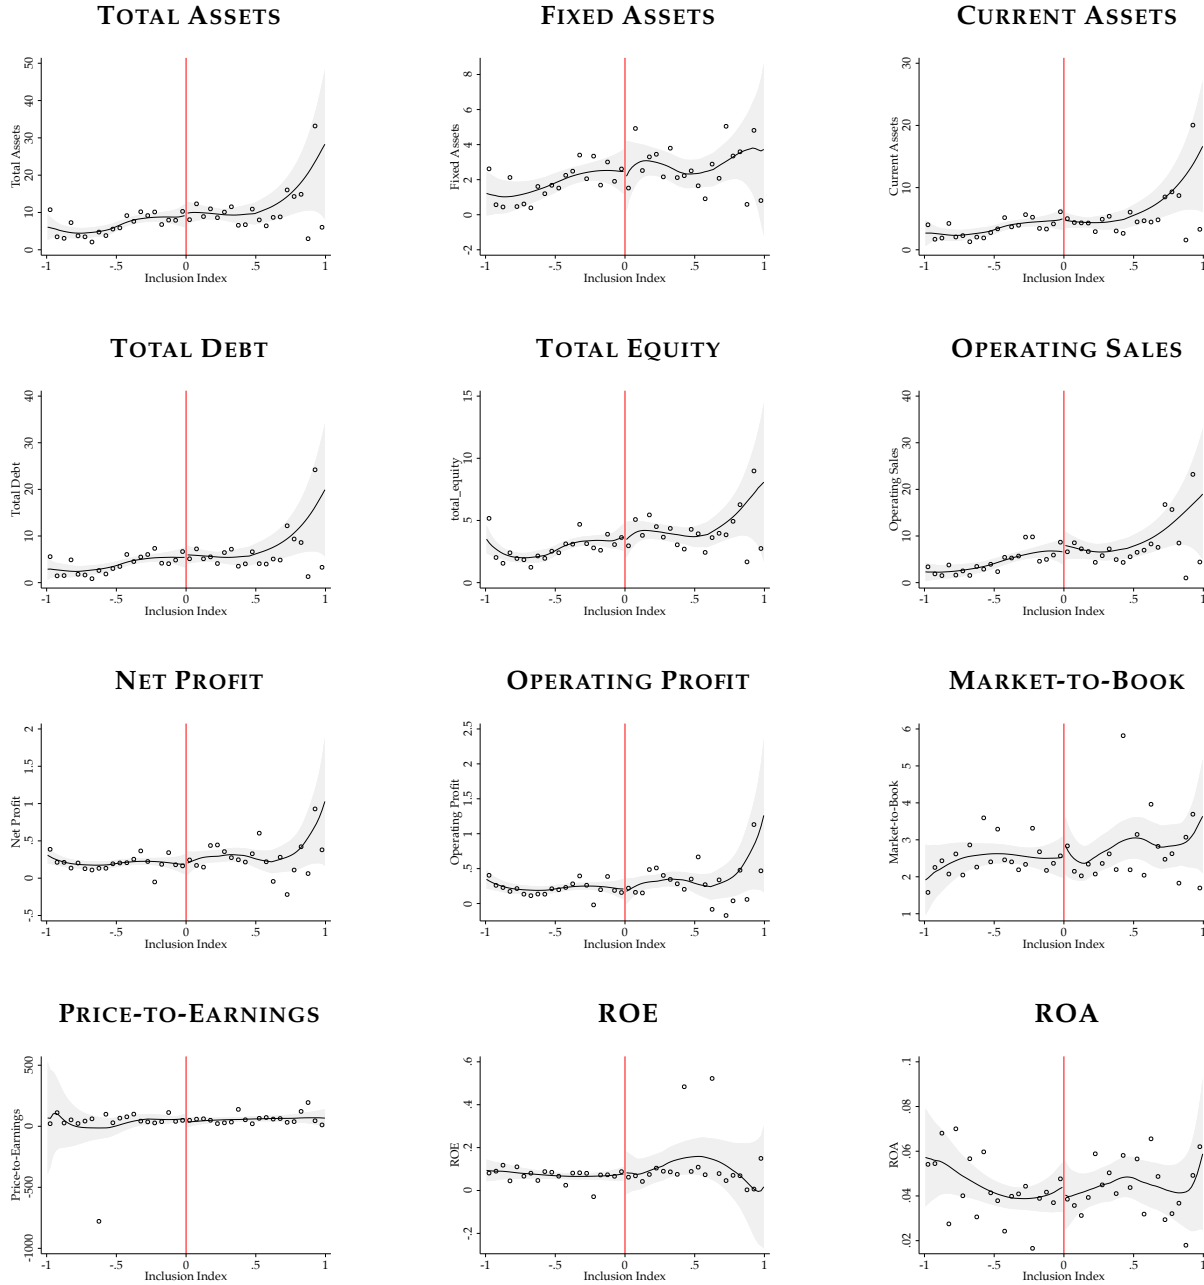 TOTAL ASSETS
FIXED ASSETS
CURRENT ASSETS
Total Assets
0 10 20 30 40 50
-1 -.5 0 .5 1
Inclusion Index
Fixed Assets
-2 0 2 4 6 8
-1 -.5 0 .5 1
Inclusion Index
Current Assets
0 10 20 30
-1 -.5 0 .5 1
Inclusion Index
TOTAL DEBT
TOTAL EQUITY
OPERATING SALES
Total Debt
0 10 20 30 40
-1 -.5 0 .5 1
Inclusion Index
total_equity
0 5 10 15
-1 -.5 0 .5 1
Inclusion Index
Operating Sales
0 10 20 30 40
-1 -.5 0 .5 1
Inclusion Index
NET PROFIT
OPERATING PROFIT
MARKET-TO-BOOK
Net Profit
-.5 0 .5 1 1.5 2
-1 -.5 0 .5 1
Inclusion Index
Operating Profit
0 .5 1 1.5 2 2.5
-1 -.5 0 .5 1
Inclusion Index
Market-to-Book
1 2 3 4 5 6
-1 -.5 0 .5 1
Inclusion Index
PRICE-TO-EARNINGS
ROE
ROA
Price-to-Earnings
-1000 -500 0 500
-1 -.5 0 .5 1
Inclusion Index
ROE
-.2 0 .2 .4 .6
-1 -.5 0 .5 1
Inclusion Index
ROA
.02 .04 .06 .08 .1
-1 -.5 0 .5 1
Inclusion Index